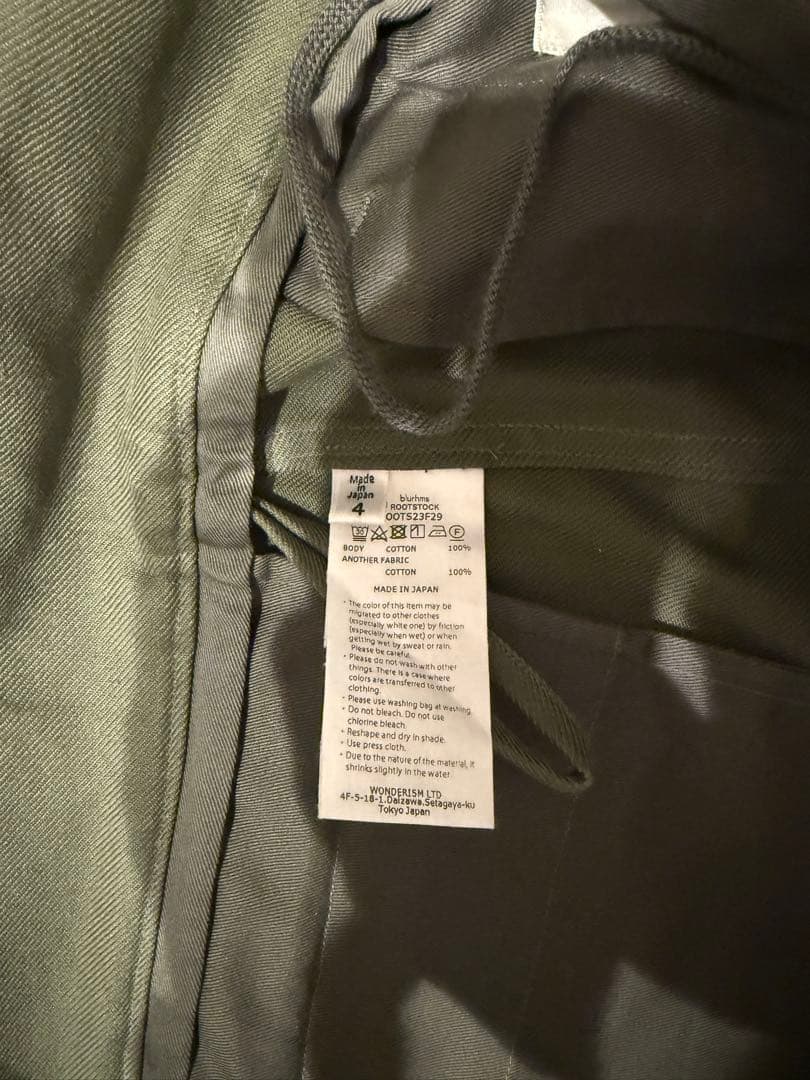 Made
in
Japan
4
b'urhms
ROOTSTOCK
OOTS23F29
BODY COTTON 100%
ANOTHER FABRIC
COTTON 100%
MADE IN JAPAN
• The color of this item may be
migrated to other clothes
(especially white one) by friction
(especially when wet) or when
getting wet by sweat or rain.
Please be careful.
• Please do not wash with other
things. There is a case where
colors are transferred to other
clothing.
• Please use washing bag at washing.
• Do not bleach. Do not use
chlorine bleach.
• Reshape and dry in shade.
• Use press cloth.
• Due to the nature of the material, it
shrinks slightly in the water.
WONDERISM LTD
4F-5-18-1.Daizawa.Setagaya-ku
Tokyo Japan